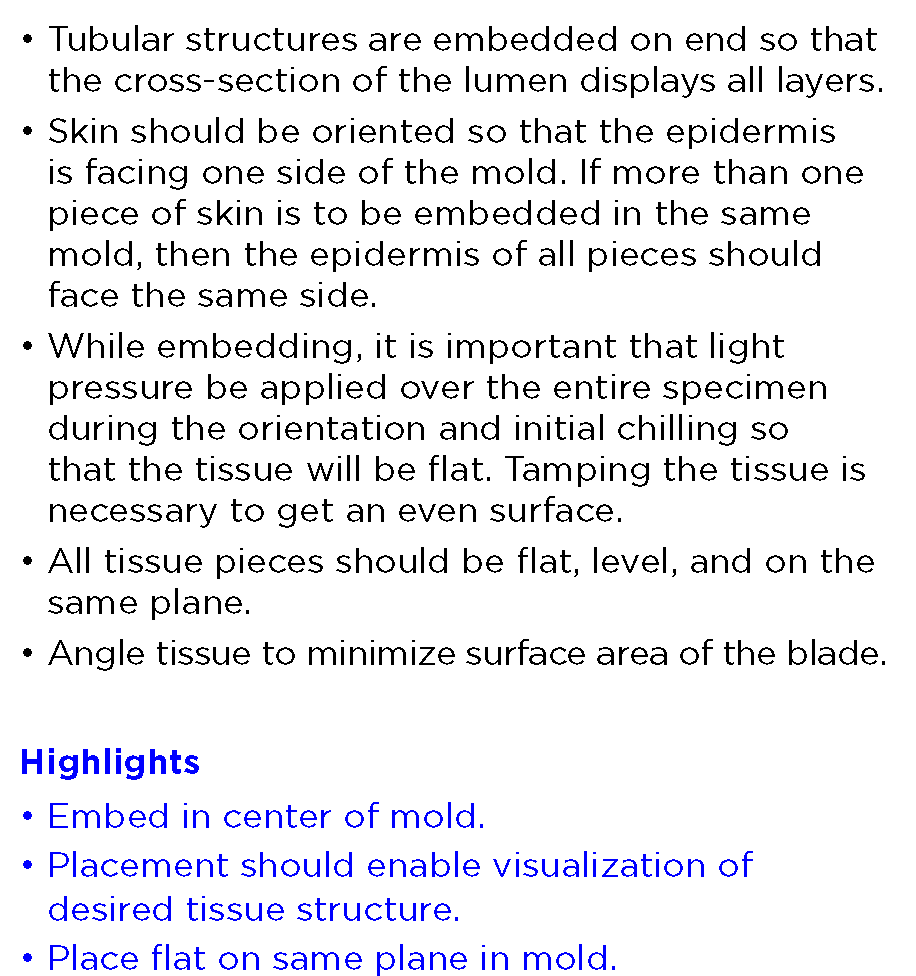 • Tubular structures are embedded on end so that
the cross-section of the lumen displays all layers.
• Skin should be oriented so that the epidermis
is facing one side of the mold. If more than one
piece of skin is to be embedded in the same
mold, then the epidermis of all pieces should
face the same side.
• While embedding, it is important that light
pressure be applied over the entire specimen
during the orientation and initial chilling so
that the tissue will be flat. Tamping the tissue is
necessary to get an even surface.
• All tissue pieces should be flat, level, and on the
same plane.
• Angle tissue to minimize surface area of the blade.
Highlights
• Embed in center of mold.
• Placement should enable visualization of
desired tissue structure.
• Place flat on same plane in mold.